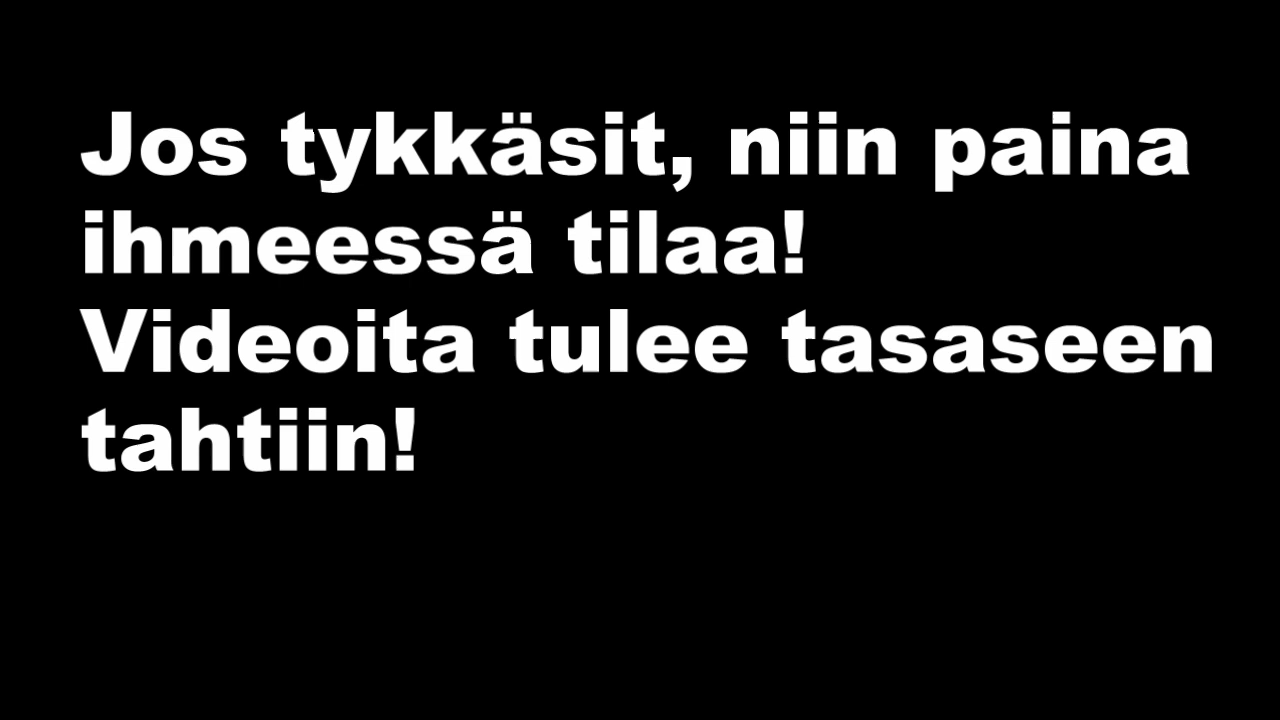 Jos tykkäsit, niin paina
ihmeessä tilaa!
Videoita tulee tasaseen
tahtiin!